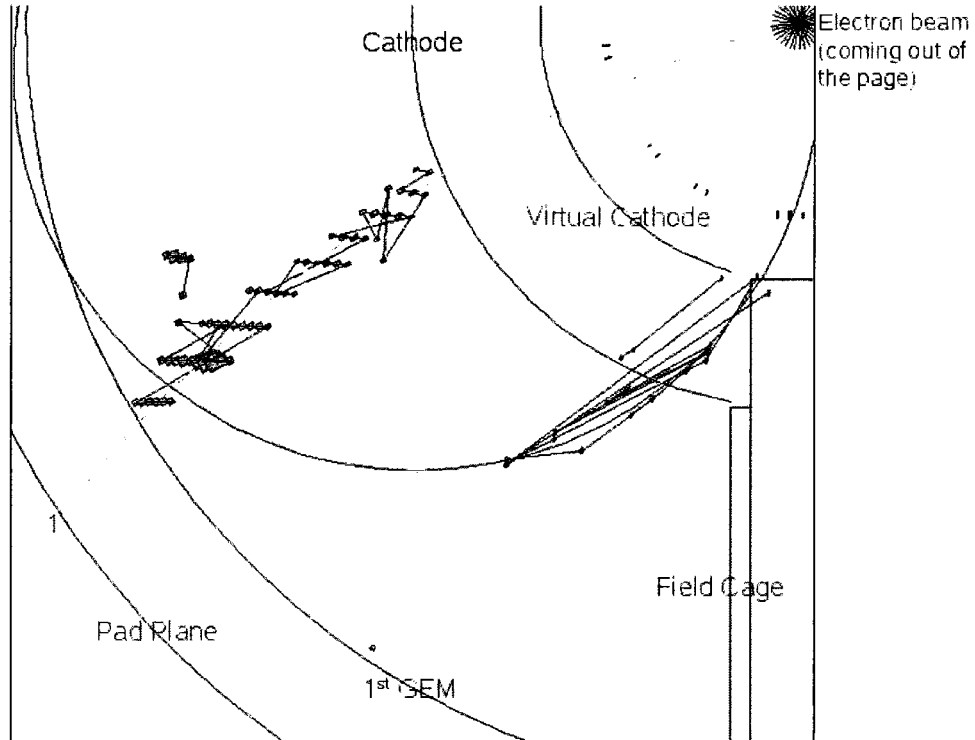 Cathode
Electron beam
(coming out of
the page)
Virtual Cathode
1
Field Cage
Pad Plane
1st GEM